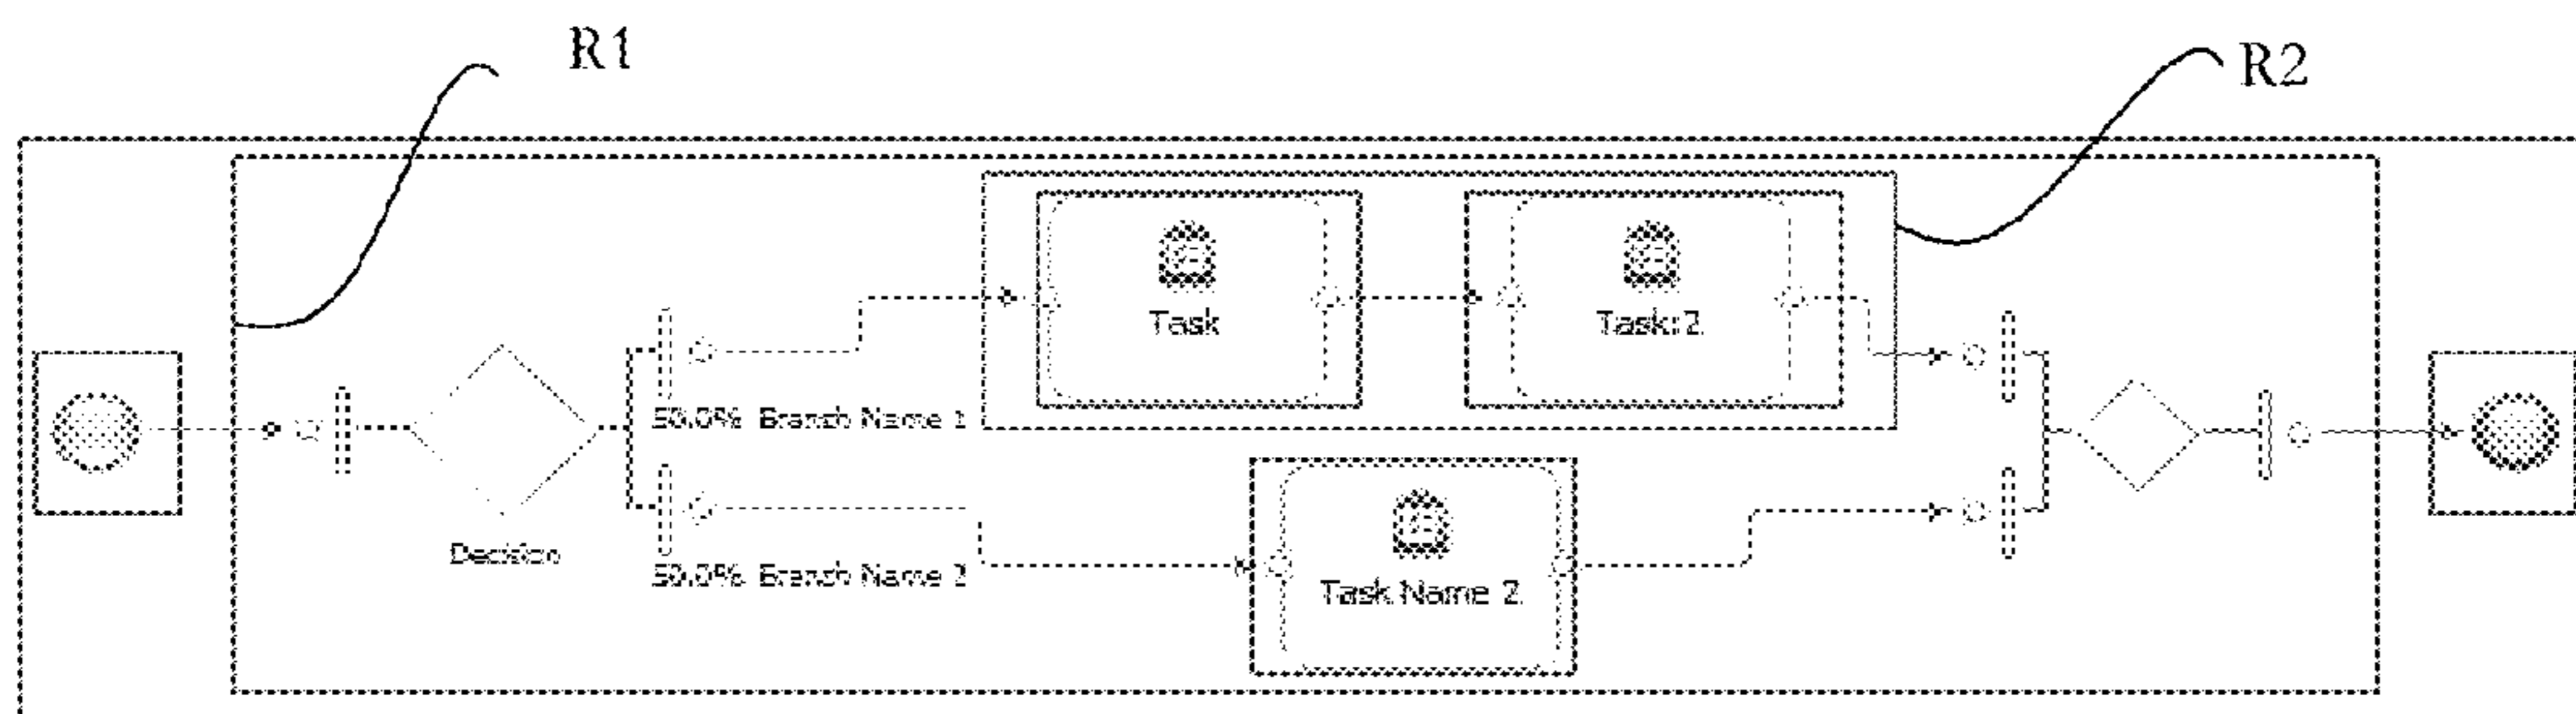 R1
R2
Task
Task:2
50.0% Branch Name 1
Decision
50.0% Branch Name 2
Task Name 2